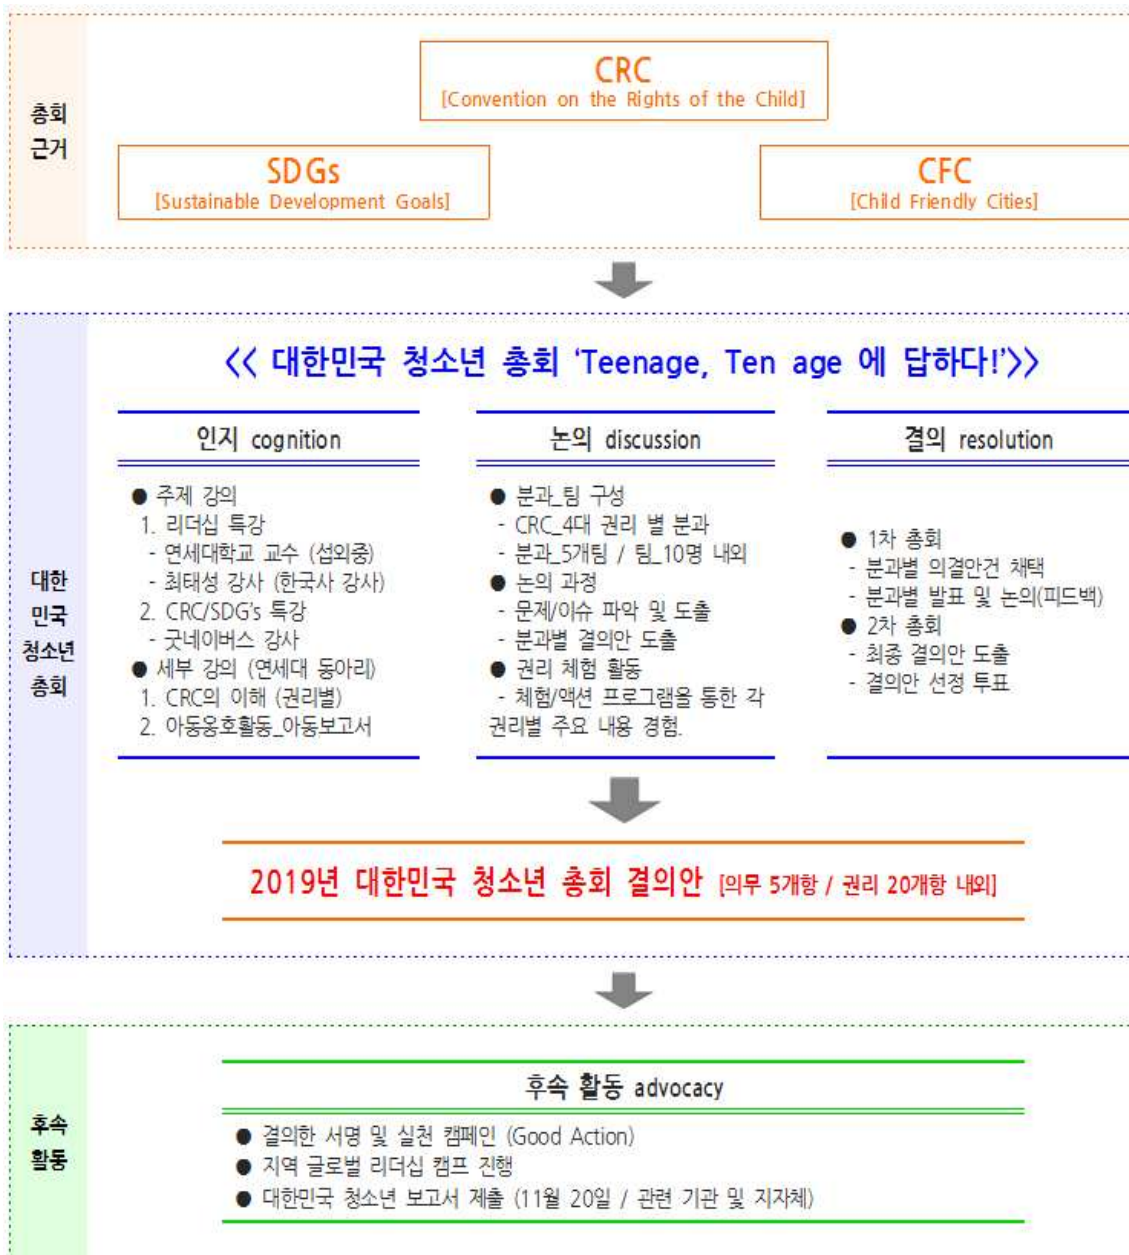 총회
근거
CRC
[Convention on the Rights of the Child]
SDGs
[Sustainable Development Goals]
CFC
[Child Friendly Cities]
대한
민국
청소년
총회
<< 대한민국 청소년 총회 ‘Teenage, Ten age 에 답하다!’>>
인지 cognition
● 주제 강의
1. 리더십 특강
- 연세대학교 교수 (섭외중)
- 최태성 강사 (한국사 강사)
2. CRC/SDG's 특강
- 굿네이버스 강사
● 세부 강의 (연세대 동아리)
1. CRC의 이해 (권리별)
2. 아동옹호활동_아동보고서
논의 discussion
● 분과_팀 구성
- CRC_4대 권리 별 분과
- 분과_5개팀 / 팀_10명 내외
● 논의 과정
- 문제/이슈 파악 및 도출
- 분과별 결의안 도출
● 권리 체험 활동
- 체험/액션 프로그램을 통한 각
권리별 주요 내용 경험.
결의 resolution
● 1차 총회
- 분과별 의결안건 채택
- 분과별 발표 및 논의(피드백)
● 2차 총회
- 최종 결의안 도출
- 결의안 선정 투표
2019년 대한민국 청소년 총회 결의안 [의무 5개항 / 권리 20개항 내외]
후속
활동
후속 활동 advocacy
● 결의한 서명 및 실천 캠페인 (Good Action)
● 지역 글로벌 리더십 캠프 진행
● 대한민국 청소년 보고서 제출 (11월 20일 / 관련 기관 및 지자체)